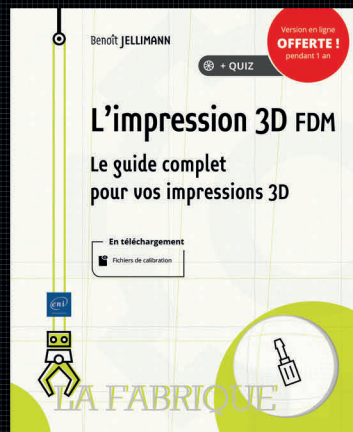 Benoît JELLIMANN
Version en ligne
OFFERTE !
pendant 1 an
+ QUIZ
L'impression 3D FDM
Le guide complet
pour vos impressions 3D
En téléchargement
Fichiers de calibration
eni
LA FABRIQUE